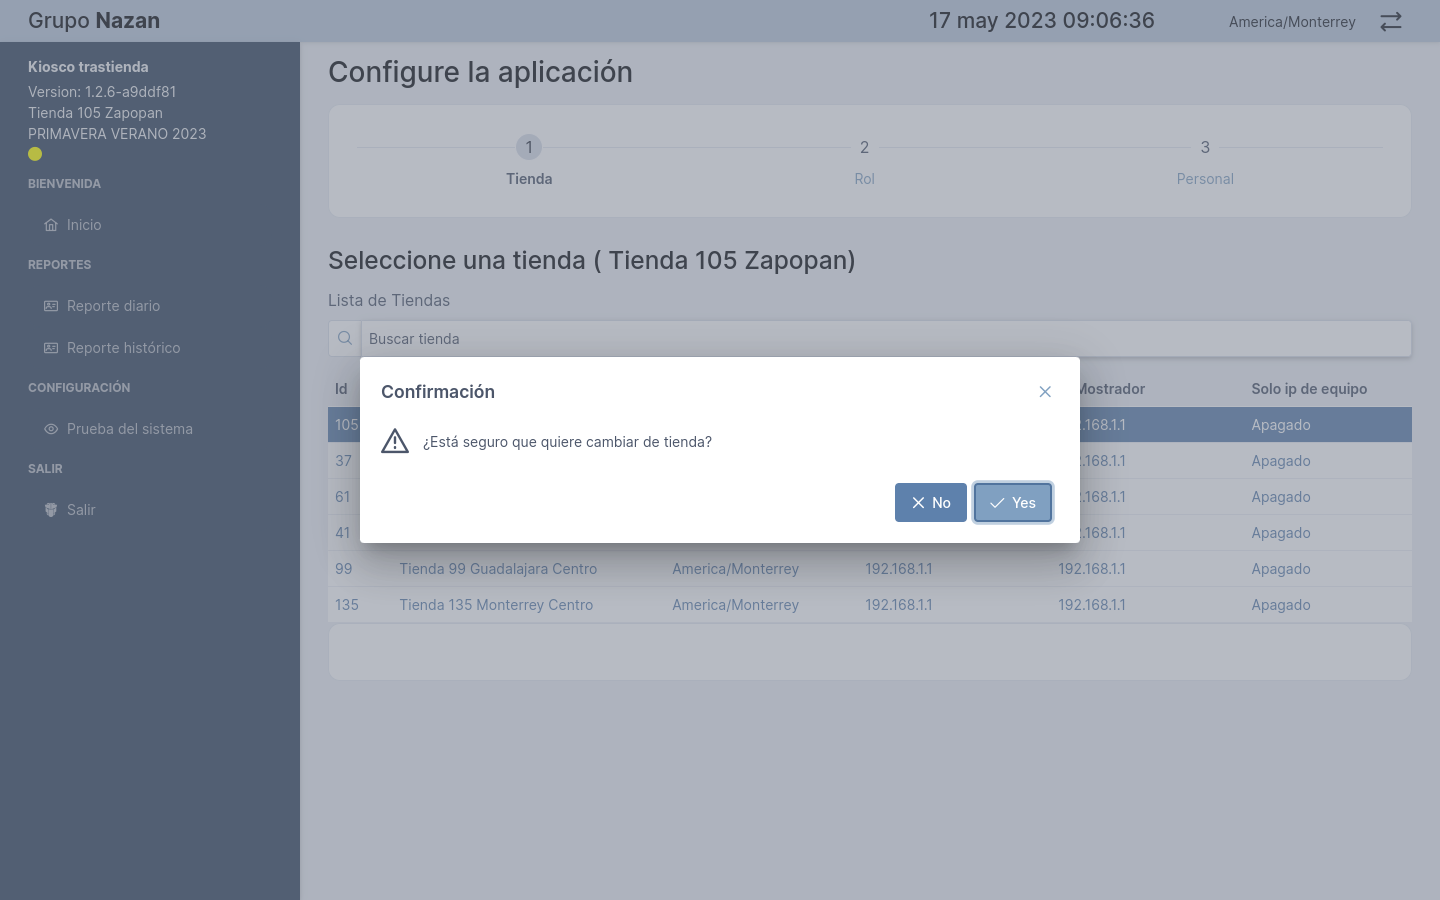 Grupo Nazan
17 may 2023 09:06:36
America/Monterrey
Kiosco trastienda
Version: 1.2.6-a9ddf81
Tienda 105 Zapopan
PRIMAVERA VERANO 2023
BIENVENIDA
Inicio
REPORTES
Reporte diario
Reporte histórico
CONFIGURACIÓN
Prueba del sistema
SALIR
Salir
Configure la aplicación
1 2 3
Tienda Rol Personal
Seleccione una tienda ( Tienda 105 Zapopan)
Lista de Tiendas
Buscar tienda
Id Mostrador Solo ip de equipo
105 .168.1.1 Apagado
37 .168.1.1 Apagado
61 .168.1.1 Apagado
41 .168.1.1 Apagado
99 Tienda 99 Guadalajara Centro America/Monterrey 192.168.1.1 192.168.1.1 Apagado
135 Tienda 135 Monterrey Centro America/Monterrey 192.168.1.1 192.168.1.1 Apagado
Confirmación
¿Está seguro que quiere cambiar de tienda?
No Yes